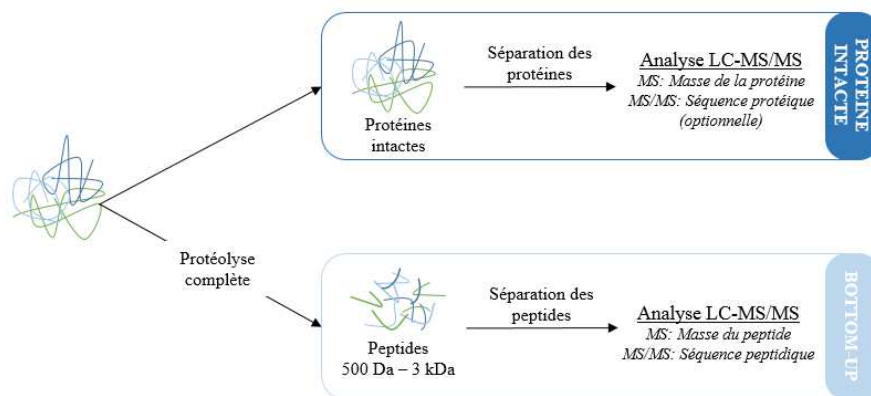 Protéines
intactes
Séparation des
protéines
Analyse LC-MS/MS
MS: Masse de la protéine
MS/MS: Séquence protéique
(optionnelle)
PROTEINE
INTACTE
Protéolyse
complète
Peptides
500 Da – 3 kDa
Séparation des
peptides
Analyse LC-MS/MS
MS: Masse du peptide
MS/MS: Séquence peptidique
BOTTOM-UP